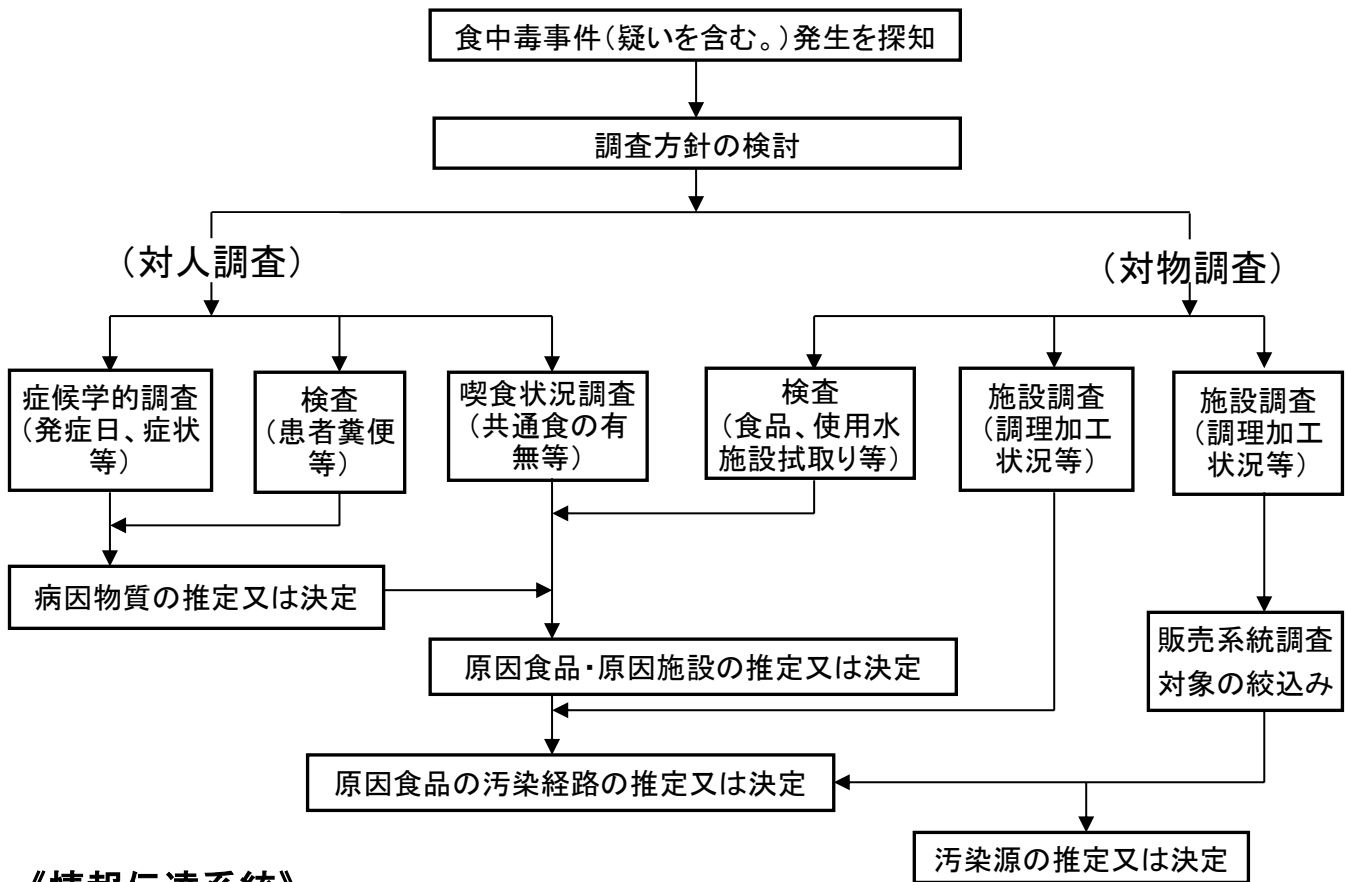 食中毒事件(疑いを含む。)発生を探知
調査方針の検討
(対人調査)
(対物調査)
症候学的調査
(発症日、症状
等)
検査
(患者糞便
等)
喫食状況調査
(共通食の有
無等)
検査
(食品、使用水
施設拭取り等)
施設調査
(調理加工
状況等)
施設調査
(調理加工
状況等)
病因物質の推定又は決定
販売系統調査
対象の絞込み
原因食品・原因施設の推定又は決定
原因食品の汚染経路の推定又は決定
汚染源の推定又は決定
《情報伝達系統》